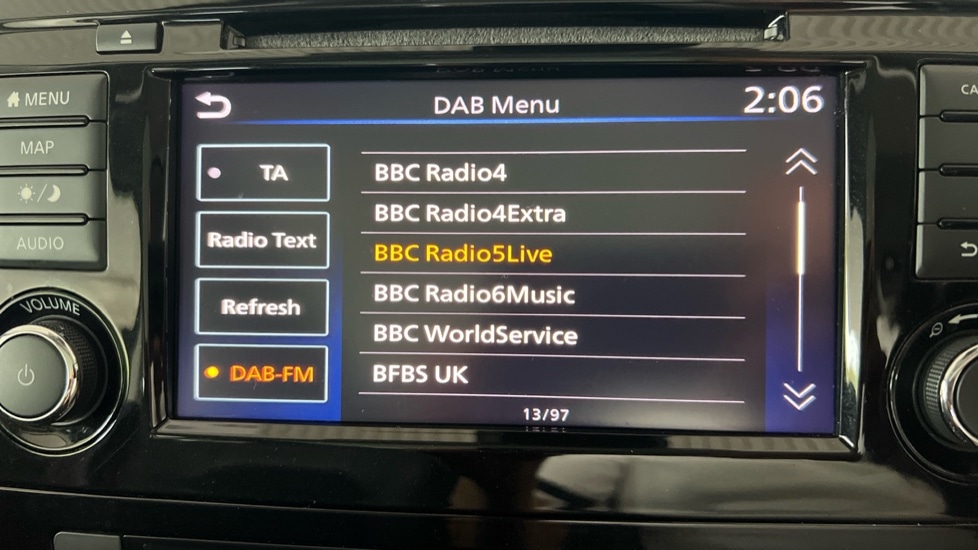 DAB Menu
2:06
MENU
MAP
AUDIO
VOLUME
TA
Radio Text
Refresh
DAB-FM
BBC Radio4
BBC Radio4Extra
BBC Radio5Live
BBC Radio6Music
BBC WorldService
BFBS UK
13/97
CA